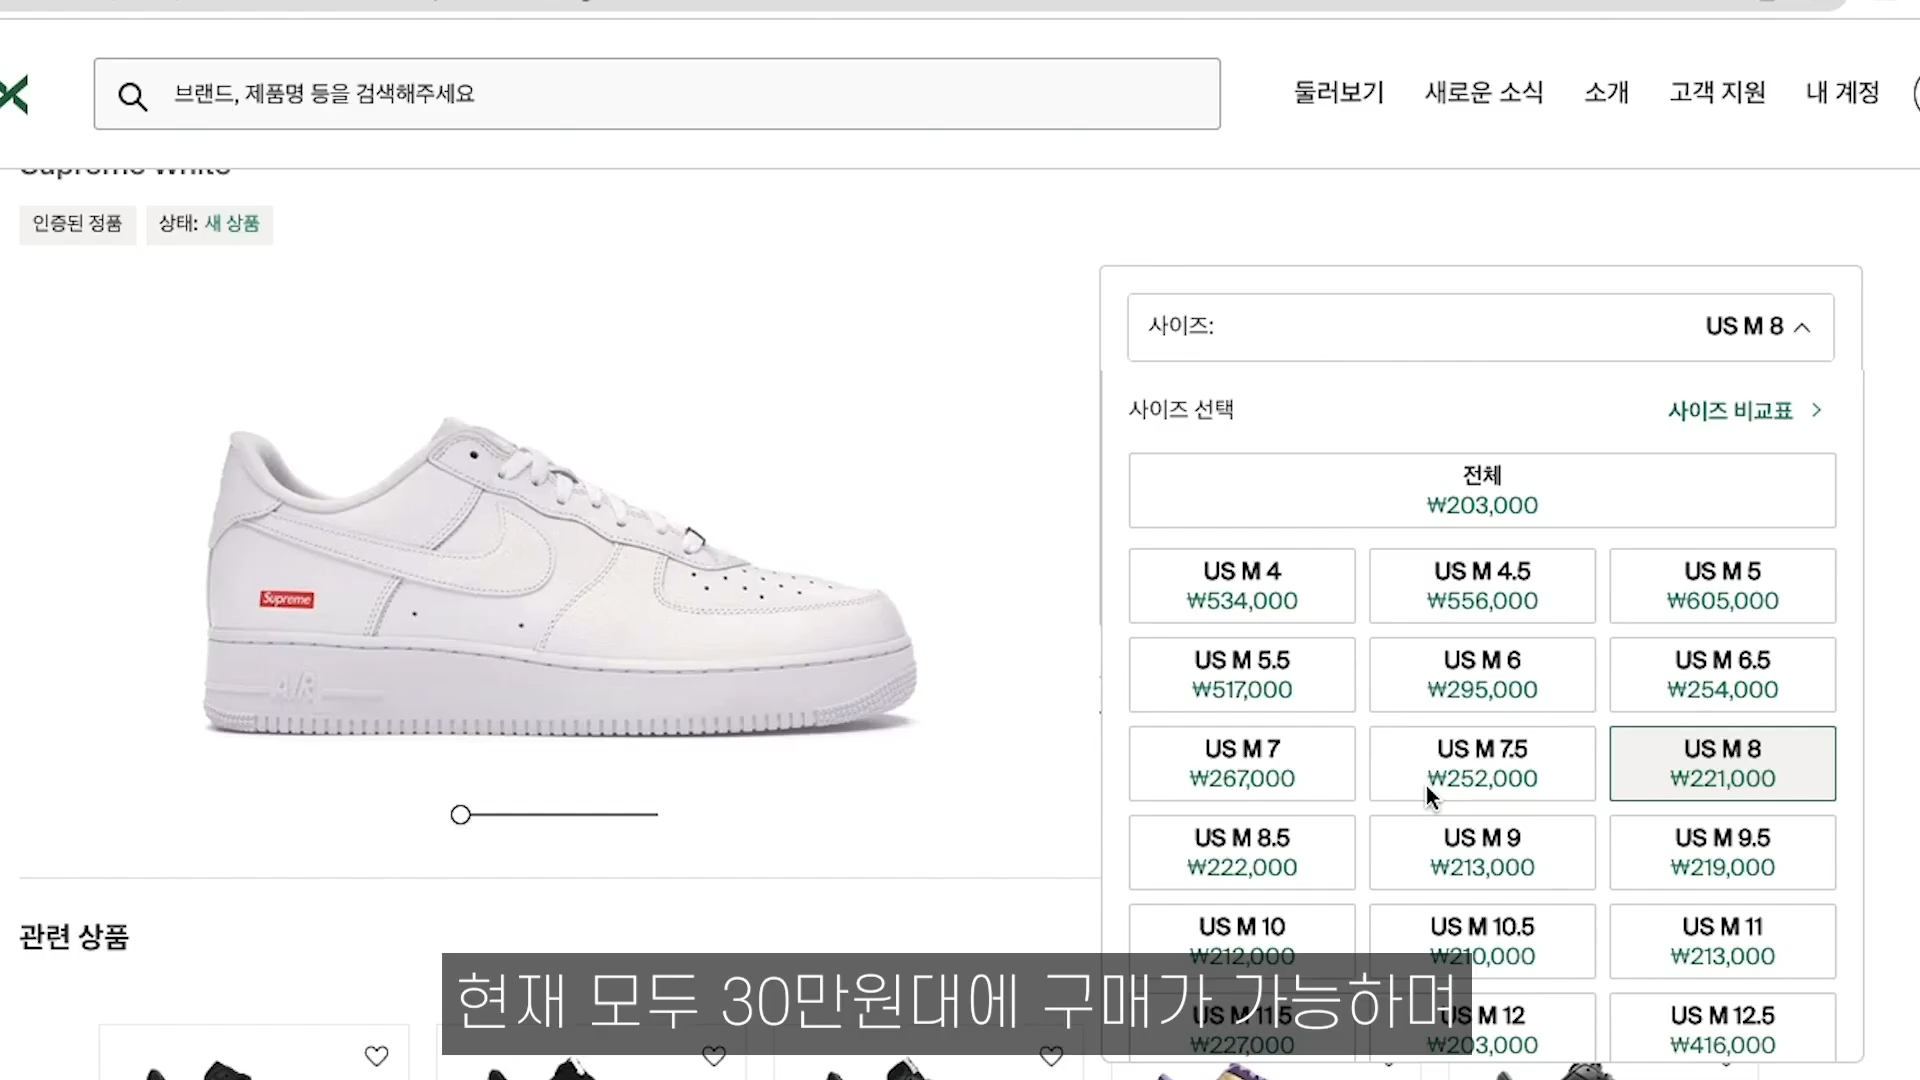 브랜드, 제품명 등을 검색해주세요
둘러보기
새로운 소식
소개
고객 지원
내 계정
Supreme White
인증된 정품
상태: 새 상품
Supreme
AIR
사이즈:
US M 8
사이즈 선택
사이즈 비교표
전체
₩203,000
US M 4
₩534,000
US M 4.5
₩556,000
US M 5
₩605,000
US M 5.5
₩517,000
US M 6
₩295,000
US M 6.5
₩254,000
US M 7
₩267,000
US M 7.5
₩252,000
US M 8
₩221,000
US M 8.5
₩222,000
US M 9
₩213,000
US M 9.5
₩219,000
US M 10
₩212,000
US M 10.5
₩210,000
US M 11
₩213,000
US M 11.5
₩227,000
US M 12
₩203,000
US M 12.5
₩416,000
관련 상품
현재 모두 30만원대에 구매가 가능하며